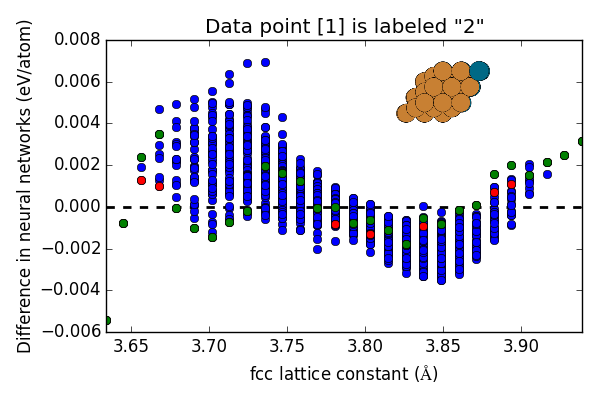 Data point [1] is labeled "2"
Difference in neural networks (eV/atom)
0.008
0.006
0.004
0.002
0.000
−0.002
−0.004
−0.006
3.65 3.70 3.75 3.80 3.85 3.90
fcc lattice constant (Å)